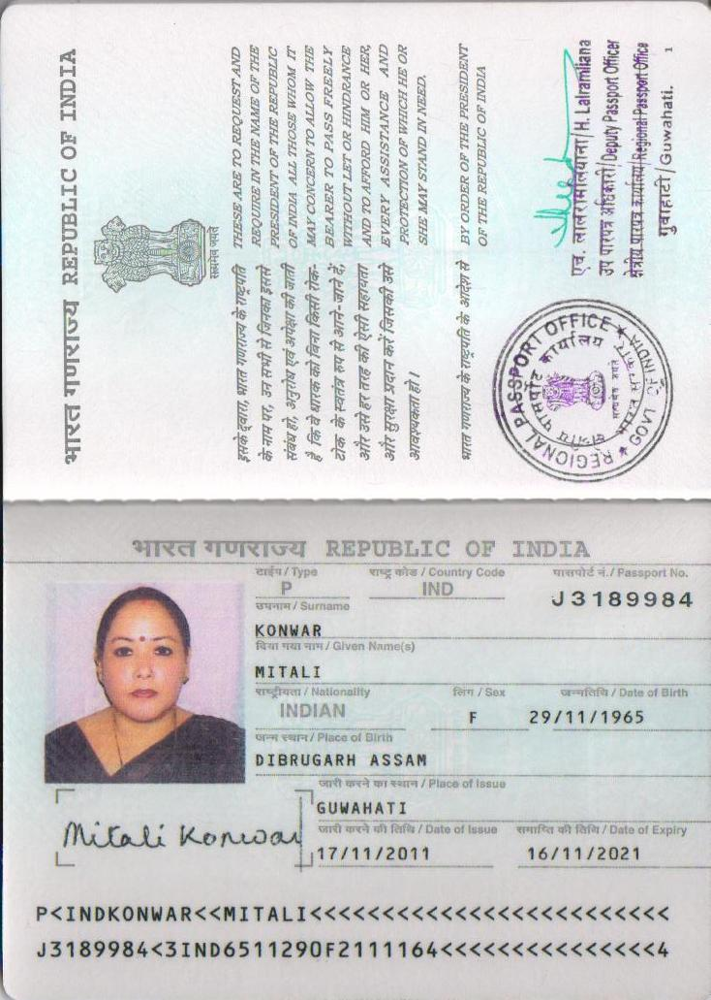 भारत गणराज्य REPUBLIC OF INDIA
सत्यमेव जयते
इसके द्वारा, भारत गणराज्य के राष्ट्रपति
के नाम पर, उन सभी से जिनका इससे
संबंध हो, अनुरोध एवं अपेक्षा की जाती
है कि वे धारक को बिना किसी रोक-
टोक के स्वतंत्र रूप से आने-जाने दें,
और उसे हर तरह की ऐसी सहायता
और सुरक्षा प्रदान करें जिसकी उसे
आवश्यकता हो।
THESE ARE TO REQUEST AND
REQUIRE IN THE NAME OF THE
PRESIDENT OF THE REPUBLIC
OF INDIA ALL THOSE WHOM IT
MAY CONCERN TO ALLOW THE
BEARER TO PASS FREELY
WITHOUT LET OR HINDRANCE
AND TO AFFORD HIM OR HER,
EVERY ASSISTANCE AND
PROTECTION OF WHICH HE OR
SHE MAY STAND IN NEED.
भारत गणराज्य के राष्ट्रपति के आदेश से
BY ORDER OF THE PRESIDENT
OF THE REPUBLIC OF INDIA
REGIONAL PASSPORT OFFICE
GOVT. OF INDIA
क्षेत्रीय पासपोर्ट कार्यालय
भारत सरकार
सत्यमेव जयते
एच. लालरामलियाना/H. Lalramliana
उप पारपत्र अधिकारी/Deputy Passport Officer
क्षेत्रीय पारपत्र कार्यालय/Regional Passport Office
गुवाहाटी/Guwahati.
1
भारत गणराज्य REPUBLIC OF INDIA
टाईप/Type राष्ट्र कोड/Country Code पासपोर्ट नं./Passport No.
P IND J3189984
उपनाम/Surname
KONWAR
दिया गया नाम/Given Name(s)
MITALI
राष्ट्रीयता/Nationality लिंग/Sex जन्मतिथि/Date of Birth
INDIAN F 29/11/1965
जन्म स्थान/Place of Birth
DIBRUGARH ASSAM
जारी करने का स्थान/Place of Issue
GUWAHATI
Mitali Konwar
जारी करने की तिथि/Date of Issue समाप्ति की तिथि/Date of Expiry
17/11/2011 16/11/2021
P<INDKONWAR<<MITALI<<<<<<<<<<<<<<<<<<<<<<<<<
J3189984<3IND6511290F2111164<<<<<<<<<<<<<<<4